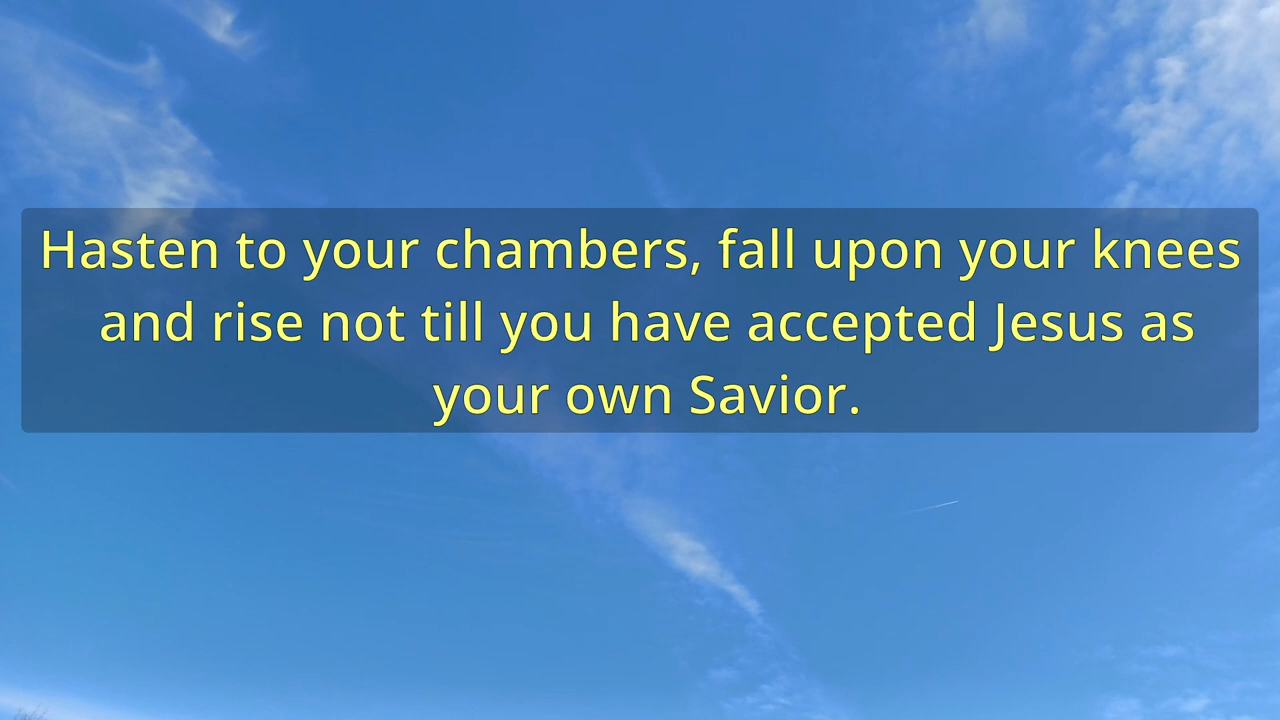 Hasten to your chambers, fall upon your knees
and rise not till you have accepted Jesus as
your own Savior.